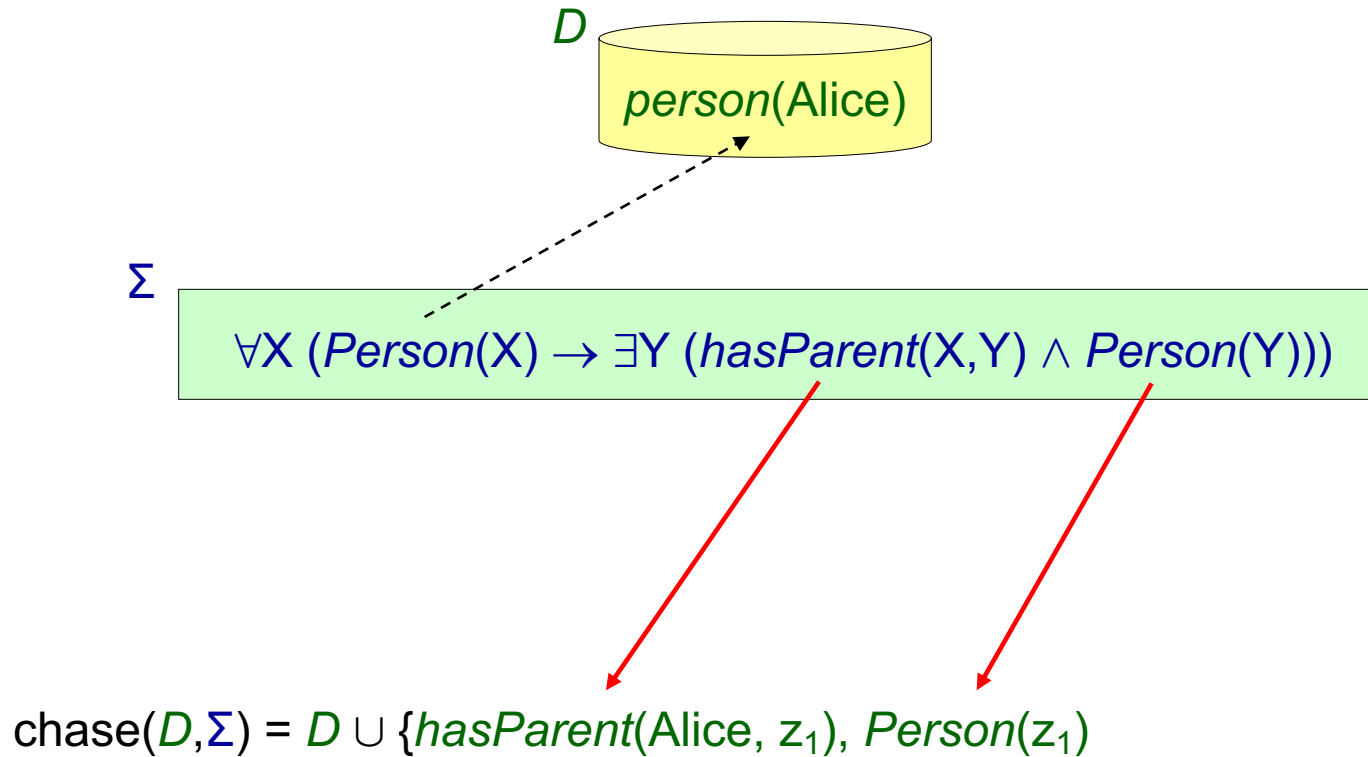 D
person(Alice)
Σ
∀X (Person(X) → ∃Y (hasParent(X,Y) ∧ Person(Y)))
chase(D,Σ) = D ∪ {hasParent(Alice, z₁), Person(z₁)